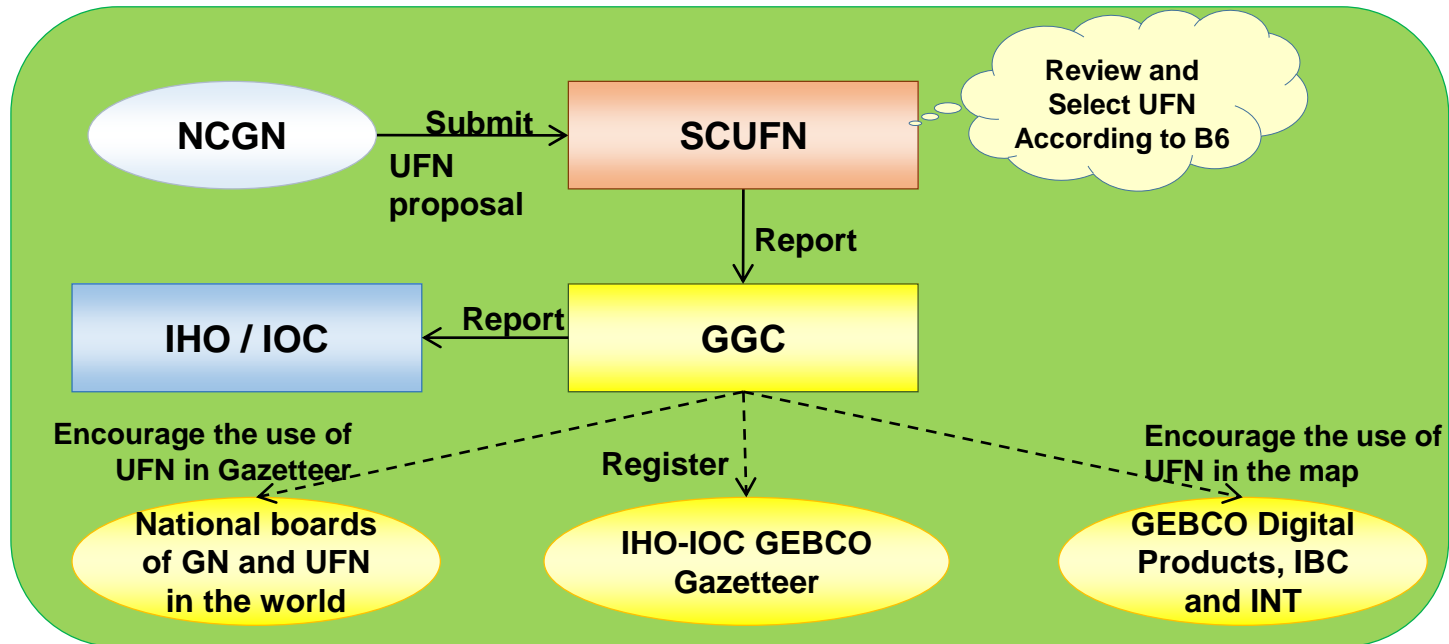 Review and
Select UFN
According to B6
NCGN
Submit
UFN
proposal
SCUFN
Report
IHO / IOC
Report
GGC
Encourage the use of
UFN in Gazetteer
Register
Encourage the use of
UFN in the map
National boards
of GN and UFN
in the world
IHO-IOC GEBCO
Gazetteer
GEBCO Digital
Products, IBC
and INT